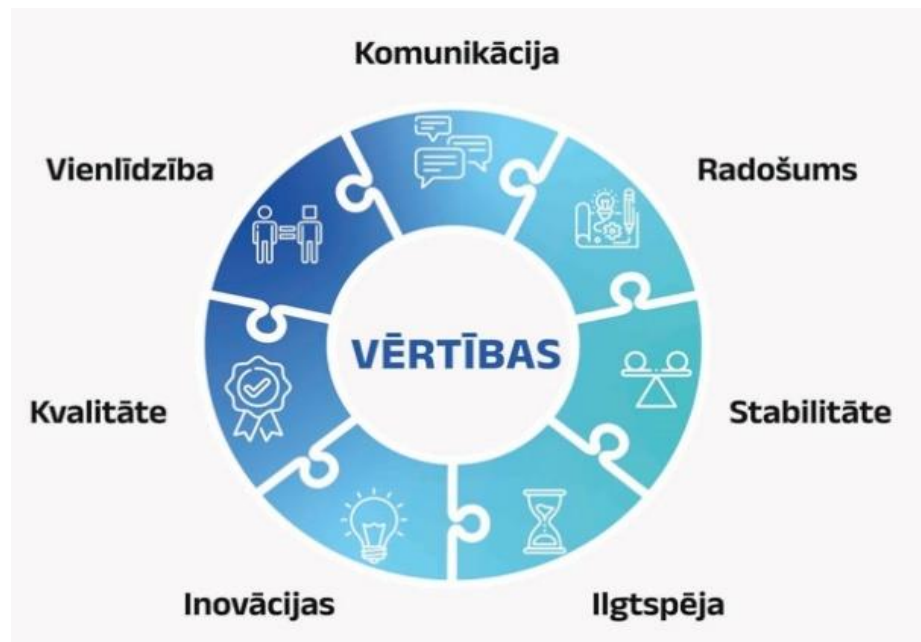 Komunikācija
Vienlīdzība
Radošums
VĒRTĪBAS
Kvalitāte
Stabilitāte
Inovācijas
Ilgtspēja